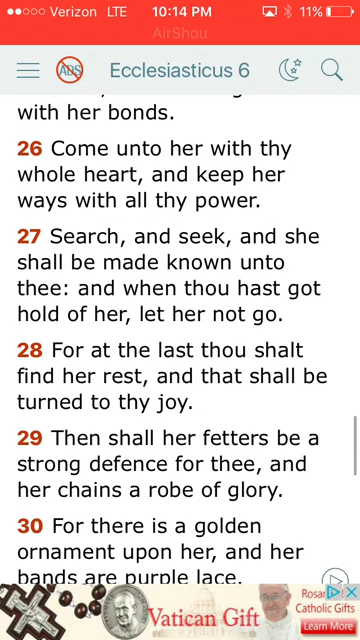 Verizon LTE 10:14 PM 11%
AirShou
ADS Ecclesiasticus 6
with her bonds.
26 Come unto her with thy
whole heart, and keep her
ways with all thy power.
27 Search, and seek, and she
shall be made known unto
thee: and when thou hast got
hold of her, let her not go.
28 For at the last thou shalt
find her rest, and that shall be
turned to thy joy.
29 Then shall her fetters be a
strong defence for thee, and
her chains a robe of glory.
30 For there is a golden
ornament upon her, and her
bands are purple lace.
Vatican Gift
Catholic Gifts
Learn More